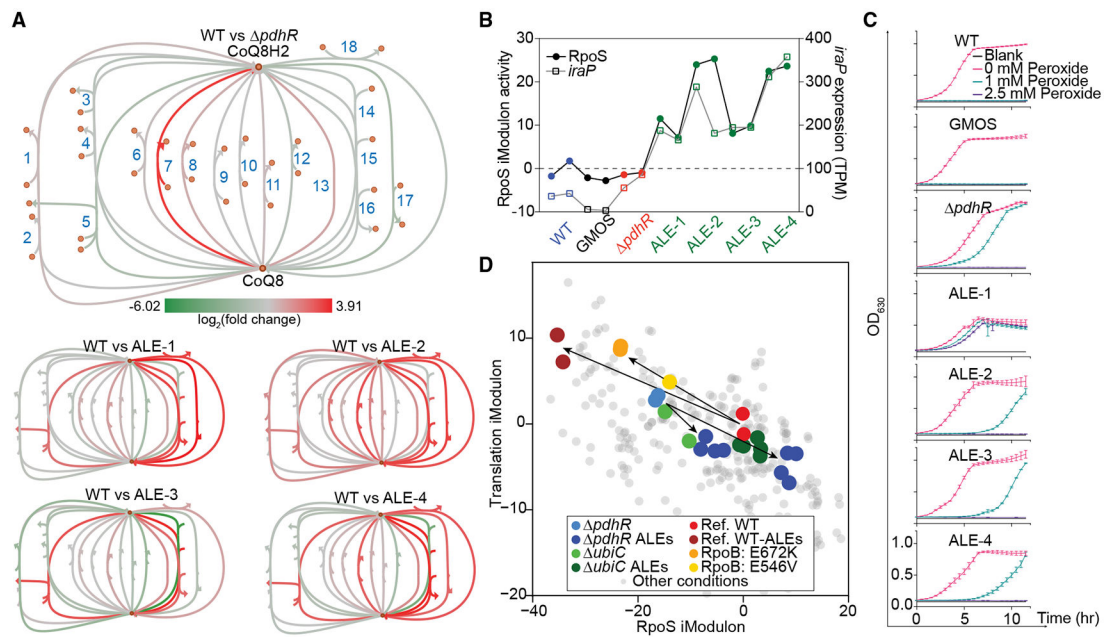 A
WT vs ΔpdhR
CoQ8H2
18
3
14
4
1
6
7
8
9
10
11
12
13
15
16
17
5
2
CoQ8
-6.02
3.91
log2(fold change)
WT vs ALE-1
WT vs ALE-2
WT vs ALE-3
WT vs ALE-4
B
RpoS iModulon activity
30
20
10
0
-10
RpoS
iraP
400
300
200
100
0
iraP expression (TPM)
WT
GMOS
ΔpdhR
ALE-1
ALE-2
ALE-3
ALE-4
D
Translation iModulon
10
0
−10
−20
−40
−20
0
20
RpoS iModulon
ΔpdhR
ΔpdhR ALEs
ΔubiC
ΔubiC ALEs
Ref. WT
Ref. WT-ALEs
RpoB: E672K
RpoB: E546V
Other conditions
C
WT
Blank
0 mM Peroxide
1 mM Peroxide
2.5 mM Peroxide
GMOS
ΔpdhR
ALE-1
ALE-2
ALE-3
ALE-4
OD630
1.0
0.5
0.0
0
5
10
Time (hr)